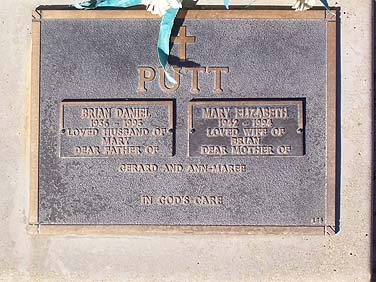 PUTT
BRIAN DANIEL
1936 - 1995
LOVED HUSBAND OF
MARY
DEAR FATHER OF
MARY ELIZABETH
1942 - 1994
LOVED WIFE OF
BRIAN
DEAR MOTHER OF
GERARD AND ANN-MAREE
IN GOD'S CARE